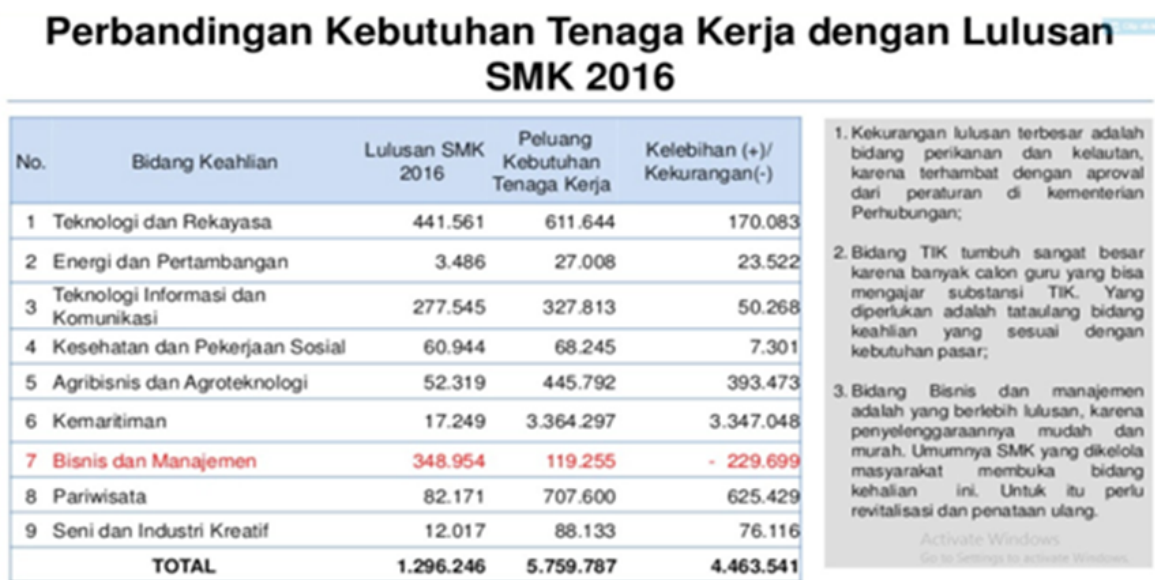 Perbandingan Kebutuhan Tenaga Kerja dengan Lulusan
SMK 2016
No. Bidang Keahlian Lulusan SMK 2016 Peluang Kebutuhan Tenaga Kerja Kelebihan (+)/ Kekurangan(-)
1 Teknologi dan Rekayasa 441.561 611.644 170.083
2 Energi dan Pertambangan 3.486 27.008 23.522
3 Teknologi Informasi dan Komunikasi 277.545 327.813 50.268
4 Kesehatan dan Pekerjaan Sosial 60.944 68.245 7.301
5 Agribisnis dan Agroteknologi 52.319 445.792 393.473
6 Kemaritiman 17.249 3.364.297 3.347.048
7 Bisnis dan Manajemen 348.954 119.255 - 229.699
8 Pariwisata 82.171 707.600 625.429
9 Seni dan Industri Kreatif 12.017 88.133 76.116
TOTAL 1.296.246 5.759.787 4.463.541
1. Kekurangan lulusan terbesar adalah
bidang perikanan dan kelautan,
karena terhambat dengan aproval
dari peraturan di kementerian
Perhubungan;
2. Bidang TIK tumbuh sangat besar
karena banyak calon guru yang bisa
mengajar substansi TIK. Yang
diperlukan adalah tataulang bidang
keahlian yang sesuai dengan
kebutuhan pasar;
3. Bidang Bisnis dan manajemen
adalah yang berlebih lulusan, karena
penyelenggaraannya mudah dan
murah. Umumnya SMK yang dikelola
masyarakat membuka bidang
kehalian ini. Untuk itu perlu
revitalisasi dan penataan ulang.
Activate Windows
Go to Settings to activate Windows.